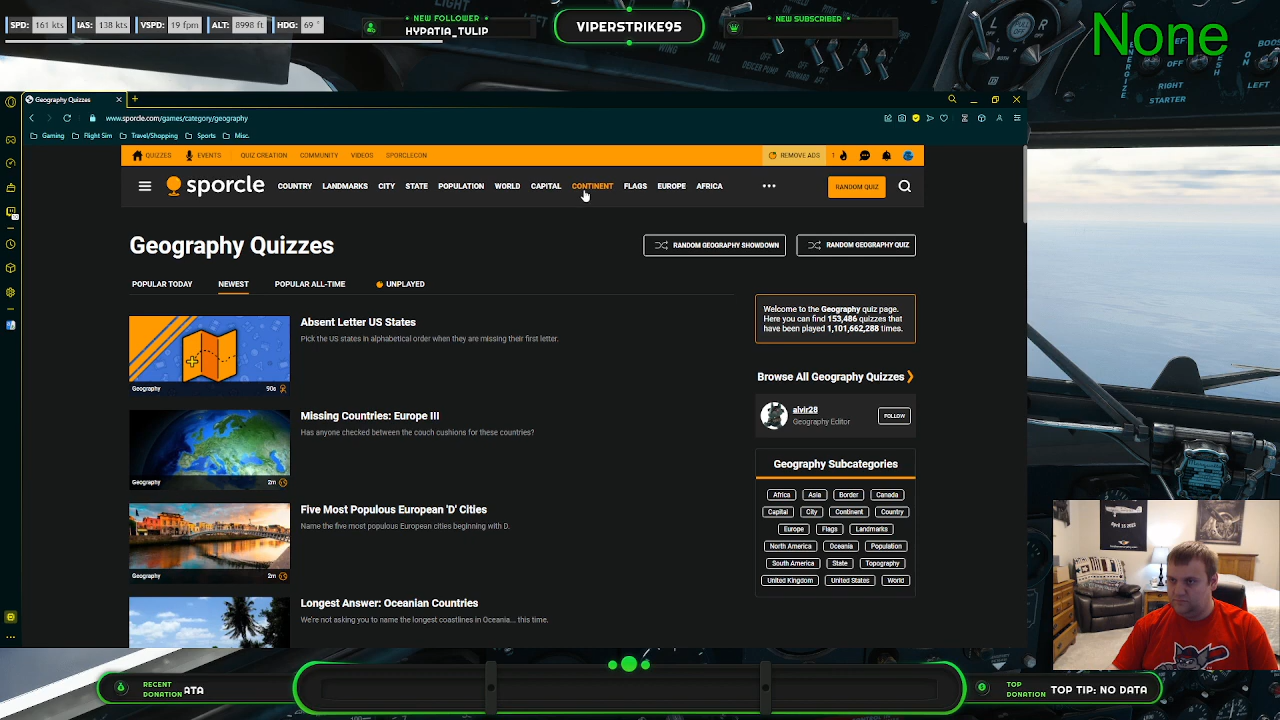 SPD: 161 kts IAS: 138 kts VSPD: 19 fpm ALT: 8998 ft HDG: 69 °
NEW FOLLOWER
HYPATIA_TULIP
VIPERSTRIKE95
NEW SUBSCRIBER
None
Geography Quizzes
www.sporcle.com/games/category/geography
Gaming Flight Sim Travel/Shopping Sports Misc.
QUIZZES EVENTS QUIZ CREATION COMMUNITY VIDEOS SPORCLECON REMOVE ADS 1
sporcle COUNTRY LANDMARKS CITY STATE POPULATION WORLD CAPITAL CONTINENT FLAGS EUROPE AFRICA RANDOM QUIZ
Geography Quizzes
RANDOM GEOGRAPHY SHOWDOWN RANDOM GEOGRAPHY QUIZ
POPULAR TODAY NEWEST POPULAR ALL-TIME UNPLAYED
Absent Letter US States
Pick the US states in alphabetical order when they are missing their first letter.
Geography 90s
Missing Countries: Europe III
Has anyone checked between the couch cushions for these countries?
Geography 2m
Five Most Populous European 'D' Cities
Name the five most populous European cities beginning with D.
Geography 2m
Longest Answer: Oceanian Countries
We're not asking you to name the longest coastlines in Oceania... this time.
Welcome to the Geography quiz page.
Here you can find 153,486 quizzes that
have been played 1,101,662,288 times.
Browse All Geography Quizzes
alvir28
Geography Editor
FOLLOW
Geography Subcategories
Africa Asia Border Canada
Capital City Continent Country
Europe Flags Landmarks
North America Oceania Population
South America State Topography
United Kingdom United States World
RIGHT
STARTER
OFF
LEFT
RECENT
DONATION
ATA
TOP
DONATION
TOP TIP: NO DATA